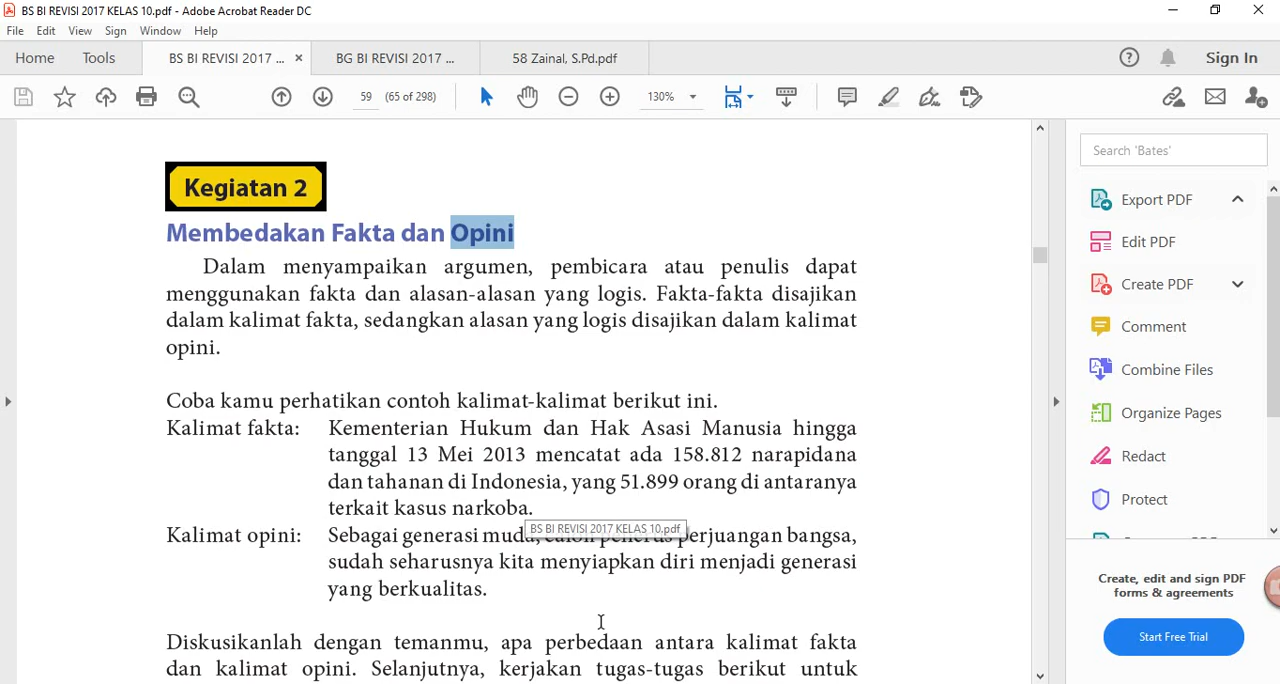 BS BI REVISI 2017 KELAS 10.pdf - Adobe Acrobat Reader DC
File Edit View Sign Window Help
Home Tools BS BI REVISI 2017 ... × BG BI REVISI 2017 ... 58 Zainal, S.Pd.pdf Sign In
59 (65 of 298) 130%
Kegiatan 2
Membedakan Fakta dan Opini
Dalam menyampaikan argumen, pembicara atau penulis dapat
menggunakan fakta dan alasan-alasan yang logis. Fakta-fakta disajikan
dalam kalimat fakta, sedangkan alasan yang logis disajikan dalam kalimat
opini.
Coba kamu perhatikan contoh kalimat-kalimat berikut ini.
Kalimat fakta: Kementerian Hukum dan Hak Asasi Manusia hingga
tanggal 13 Mei 2013 mencatat ada 158.812 narapidana
dan tahanan di Indonesia, yang 51.899 orang di antaranya
terkait kasus narkoba.
BS BI REVISI 2017 KELAS 10.pdf
Kalimat opini: Sebagai generasi muda, calon penerus perjuangan bangsa,
sudah seharusnya kita menyiapkan diri menjadi generasi
yang berkualitas.
Diskusikanlah dengan temanmu, apa perbedaan antara kalimat fakta
dan kalimat opini. Selanjutnya, kerjakan tugas-tugas berikut untuk
Search 'Bates'
Export PDF
Edit PDF
Create PDF
Comment
Combine Files
Organize Pages
Redact
Protect
Create, edit and sign PDF
forms & agreements
Start Free Trial